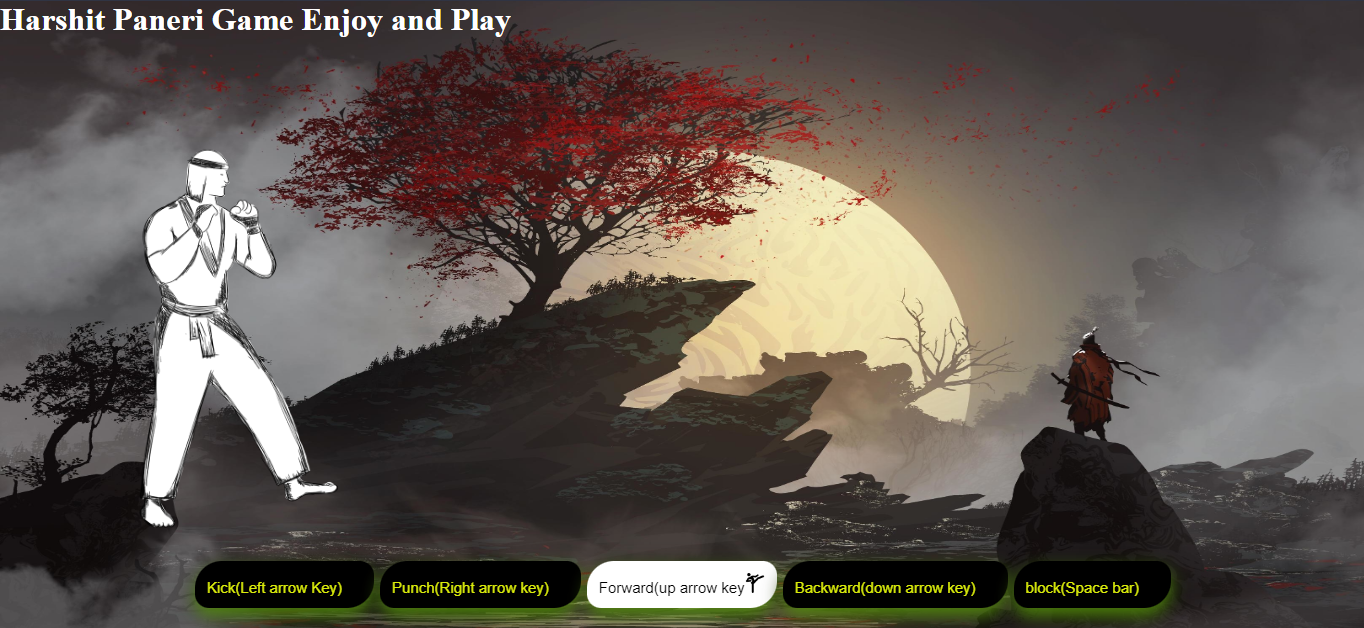 Harshit Paneri Game Enjoy and Play
Kick(Left arrow Key)
Punch(Right arrow key)
Forward(up arrow key
Backward(down arrow key)
block(Space bar)